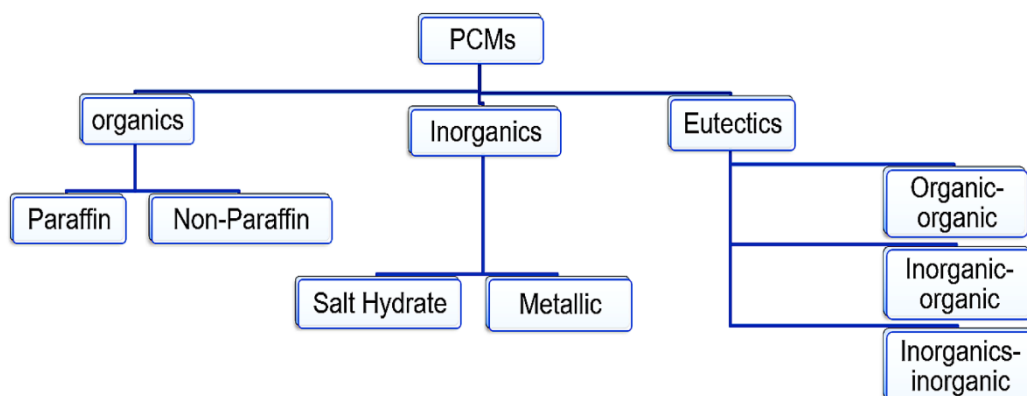 PCMs
organics
Inorganics
Eutectics
Paraffin
Non-Paraffin
Salt Hydrate
Metallic
Organic-
organic
Inorganic-
organic
Inorganics-
inorganic